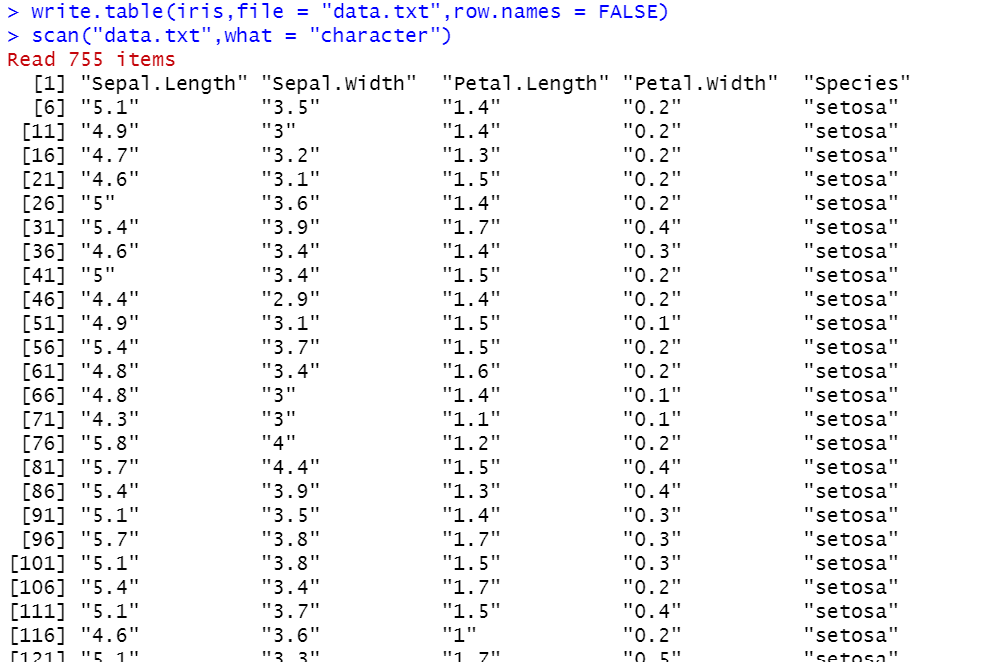 > write.table(iris,file = "data.txt",row.names = FALSE)
> scan("data.txt",what = "character")
Read 755 items
[1] "Sepal.Length" "Sepal.Width" "Petal.Length" "Petal.Width" "Species"
[6] "5.1" "3.5" "1.4" "0.2" "setosa"
[11] "4.9" "3" "1.4" "0.2" "setosa"
[16] "4.7" "3.2" "1.3" "0.2" "setosa"
[21] "4.6" "3.1" "1.5" "0.2" "setosa"
[26] "5" "3.6" "1.4" "0.2" "setosa"
[31] "5.4" "3.9" "1.7" "0.4" "setosa"
[36] "4.6" "3.4" "1.4" "0.3" "setosa"
[41] "5" "3.4" "1.5" "0.2" "setosa"
[46] "4.4" "2.9" "1.4" "0.2" "setosa"
[51] "4.9" "3.1" "1.5" "0.1" "setosa"
[56] "5.4" "3.7" "1.5" "0.2" "setosa"
[61] "4.8" "3.4" "1.6" "0.2" "setosa"
[66] "4.8" "3" "1.4" "0.1" "setosa"
[71] "4.3" "3" "1.1" "0.1" "setosa"
[76] "5.8" "4" "1.2" "0.2" "setosa"
[81] "5.7" "4.4" "1.5" "0.4" "setosa"
[86] "5.4" "3.9" "1.3" "0.4" "setosa"
[91] "5.1" "3.5" "1.4" "0.3" "setosa"
[96] "5.7" "3.8" "1.7" "0.3" "setosa"
[101] "5.1" "3.8" "1.5" "0.3" "setosa"
[106] "5.4" "3.4" "1.7" "0.2" "setosa"
[111] "5.1" "3.7" "1.5" "0.4" "setosa"
[116] "4.6" "3.6" "1" "0.2" "setosa"
[121] "5.1" "3.3" "1.7" "0.5" "setosa"